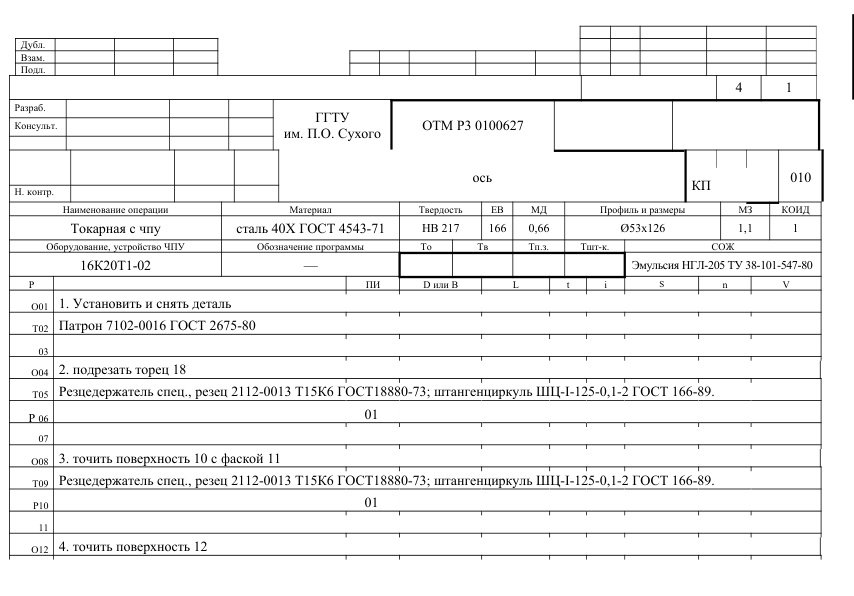 Дубл.
Взам.
Подл.
4 1
Разраб.
Консульт.
ГГТУ
им. П.О. Сухого
ОТМ РЗ 0100627
ось
КП
010
Н. контр.
Наименование операции Материал Твердость ЕВ МД Профиль и размеры МЗ КОИД
Токарная с чпу сталь 40Х ГОСТ 4543-71 НВ 217 166 0,66 Ø53х126 1,1 1
Оборудование, устройство ЧПУ Обозначение программы То Тв Тп.з. Тшт-к. СОЖ
16К20Т1-02 — Эмульсия НГЛ-205 ТУ 38-101-547-80
Р ПИ D или В L t i S n V
О01 1. Установить и снять деталь
Т02 Патрон 7102-0016 ГОСТ 2675-80
03
О04 2. подрезать торец 18
Т05 Резцедержатель спец., резец 2112-0013 Т15К6 ГОСТ18880-73; штангенциркуль ШЦ-I-125-0,1-2 ГОСТ 166-89.
Р 06 01
07
О08 3. точить поверхность 10 с фаской 11
Т09 Резцедержатель спец., резец 2112-0013 Т15К6 ГОСТ18880-73; штангенциркуль ШЦ-I-125-0,1-2 ГОСТ 166-89.
Р10 01
11
О12 4. точить поверхность 12